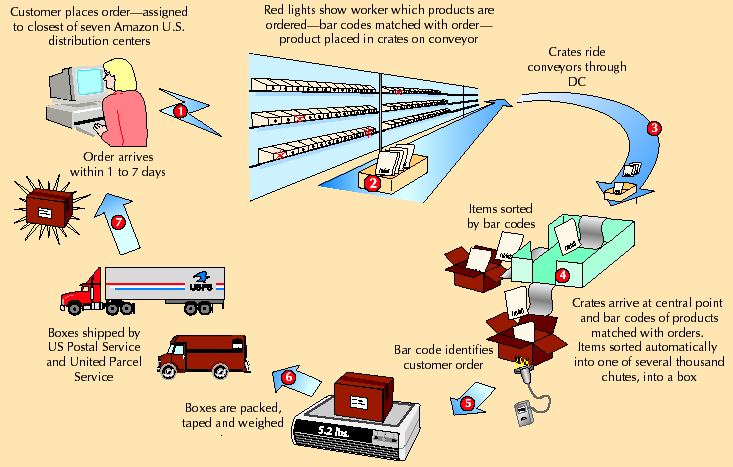 Customer places order—assigned
to closest of seven Amazon U.S.
distribution centers
Red lights show worker which products are
ordered—bar codes matched with order—
product placed in crates on conveyor
Crates ride
conveyors through
DC
1
2
3
Order arrives
within 1 to 7 days
7
Items sorted
by bar codes
4
USPS
Crates arrive at central point
and bar codes of products
matched with orders.
Items sorted automatically
into one of several thousand
chutes, into a box
Boxes shipped by
US Postal Service
and United Parcel
Service
Bar code identifies
customer order
6
5
Boxes are packed,
taped and weighed
.
5.2 lbs.